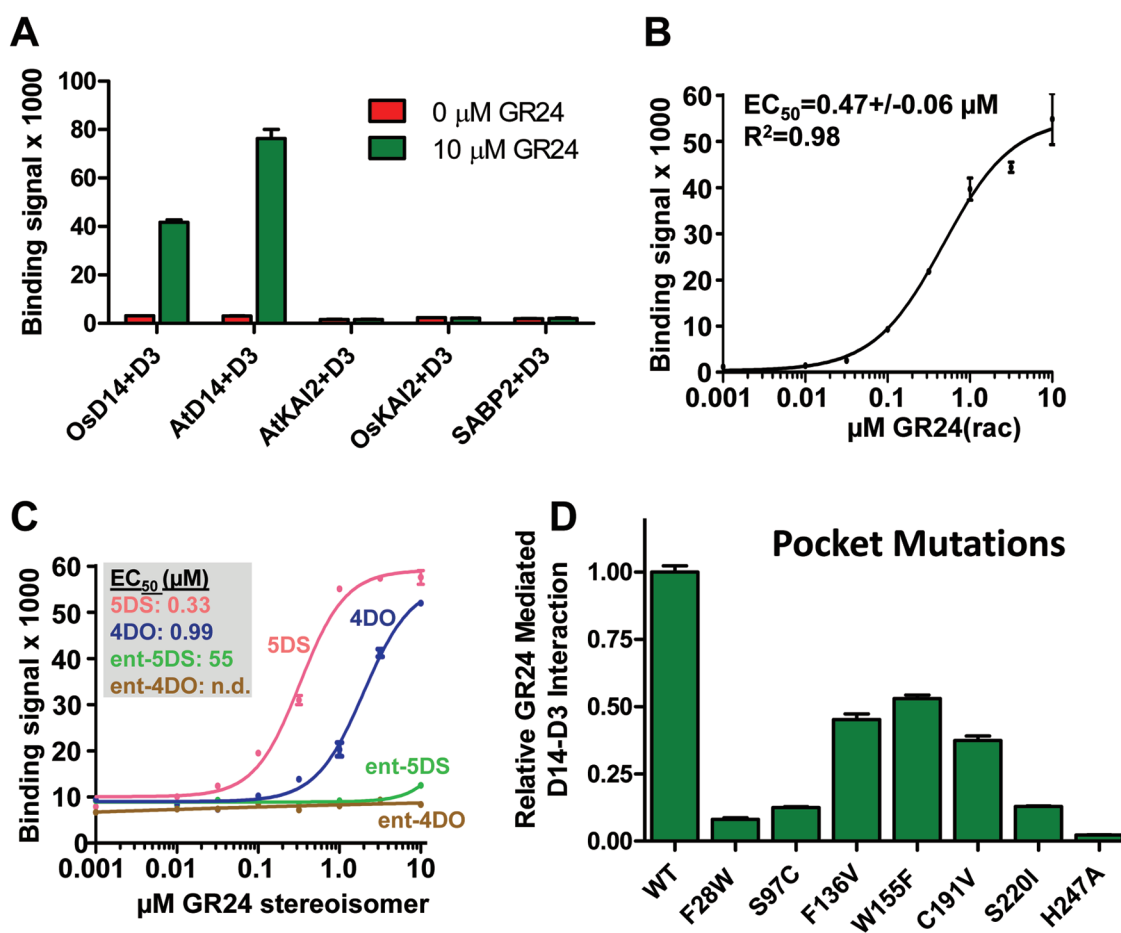 A
Binding signal x 1000
100
80
60
40
20
0
0 μM GR24
10 μM GR24
OsD14+D3
AtD14+D3
AtKAI2+D3
OsKAI2+D3
SABP2+D3
B
Binding signal x 1000
60
50
40
30
20
10
0
EC50=0.47+/-0.06 μM
R2=0.98
0.001
0.01
0.1
1.0
10
μM GR24(rac)
C
Binding signal x 1000
60
50
40
30
20
10
0
EC50 (μM)
5DS: 0.33
4DO: 0.99
ent-5DS: 55
ent-4DO: n.d.
5DS
4DO
ent-5DS
ent-4DO
0.001
0.01
0.1
1.0
10
μM GR24 stereoisomer
D
Pocket Mutations
Relative GR24 Mediated
D14-D3 Interaction
1.00
0.75
0.50
0.25
0.00
WT
F28W
S97C
F136V
W155F
C191V
S220I
H247A